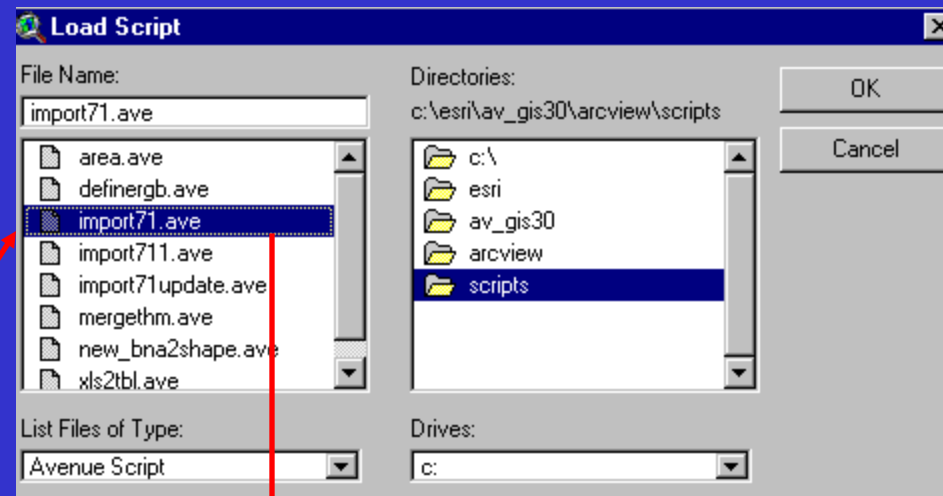 Load Script
File Name:
import71.ave
area.ave
definergb.ave
import71.ave
import711.ave
import71update.ave
mergethm.ave
new_bna2shape.ave
xls2tbl.ave
List Files of Type:
Avenue Script
Directories:
c:\esri\av_gis30\arcview\scripts
c:\
esri
av_gis30
arcview
scripts
Drives:
c:
OK
Cancel